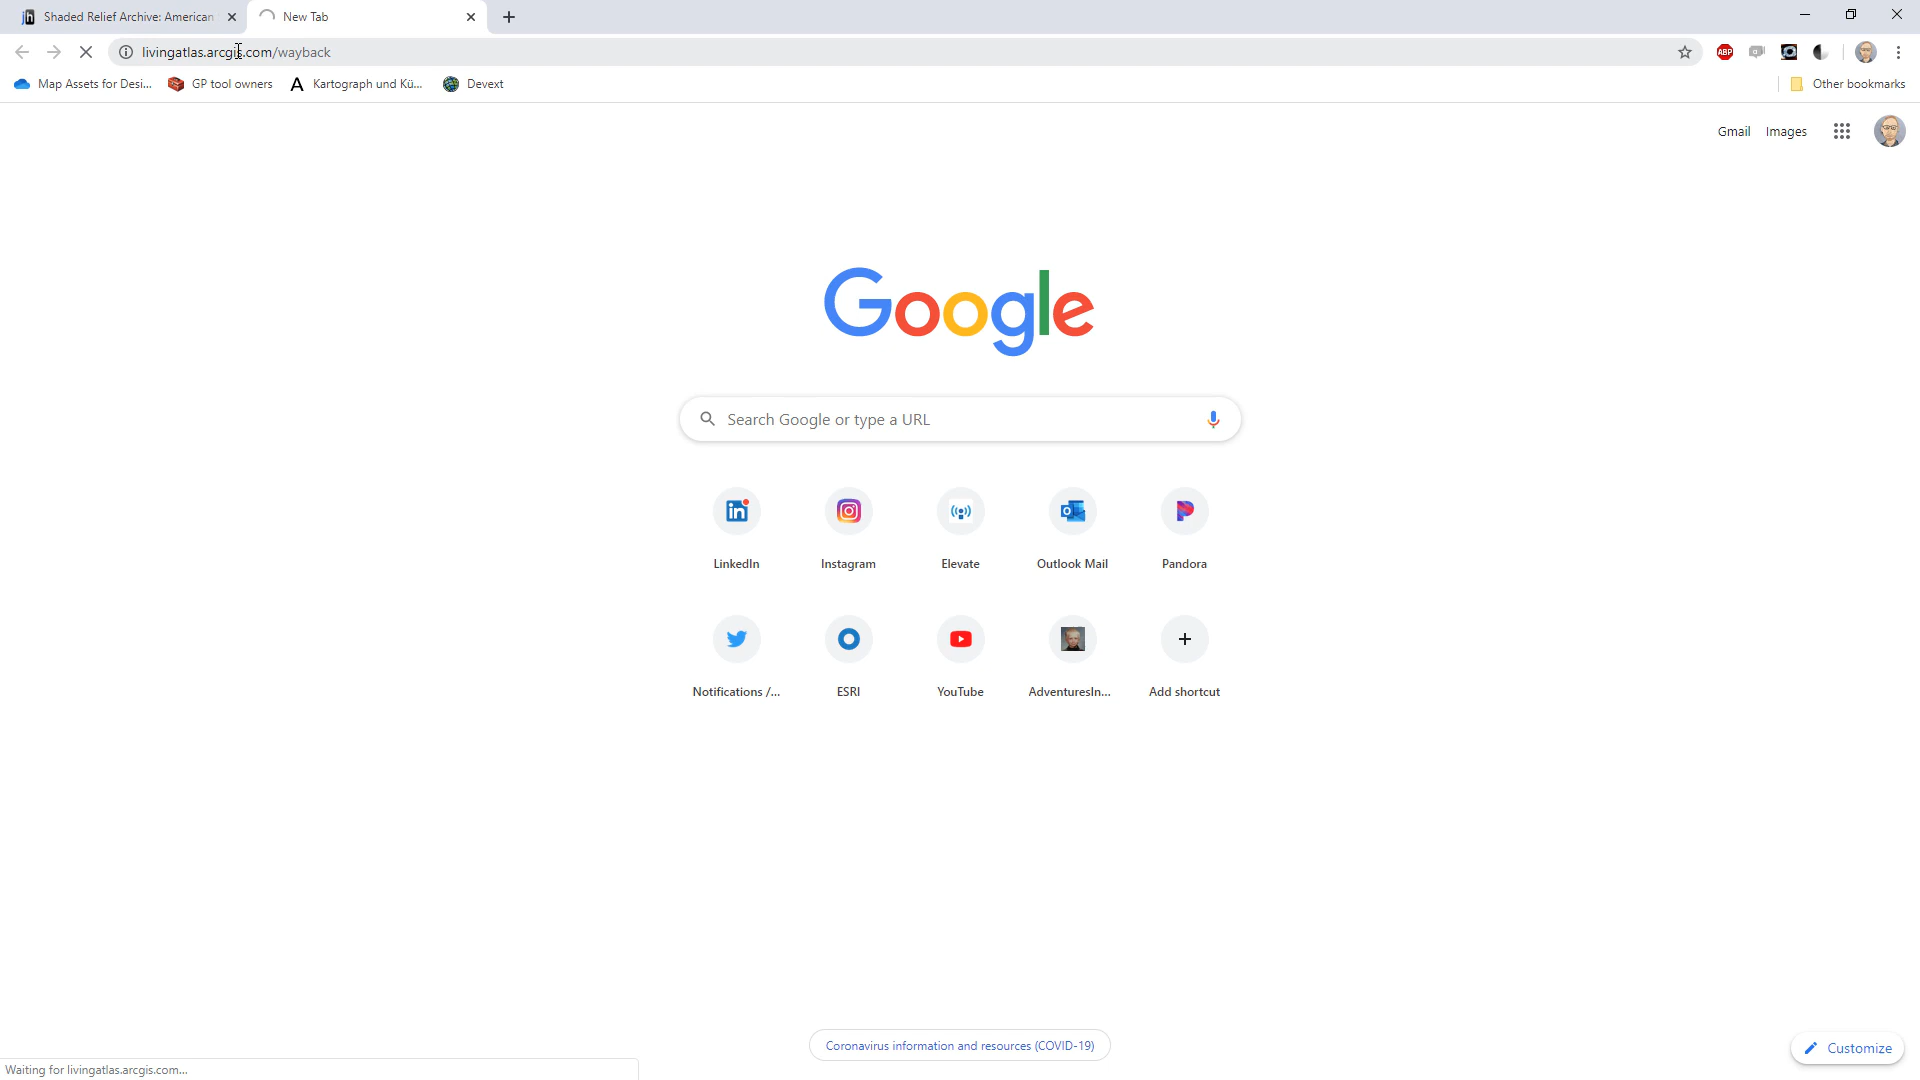 Shaded Relief Archive: American
New Tab
livingatlas.arcgis.com/wayback
ABP
Map Assets for Desi...
GP tool owners
Kartograph und Kü...
Devext
Other bookmarks
Gmail
Images
Google
Search Google or type a URL
LinkedIn
Instagram
Elevate
Outlook Mail
Pandora
Notifications /...
ESRI
YouTube
AdventuresIn...
Add shortcut
Coronavirus information and resources (COVID-19)
Customize
Waiting for livingatlas.arcgis.com...